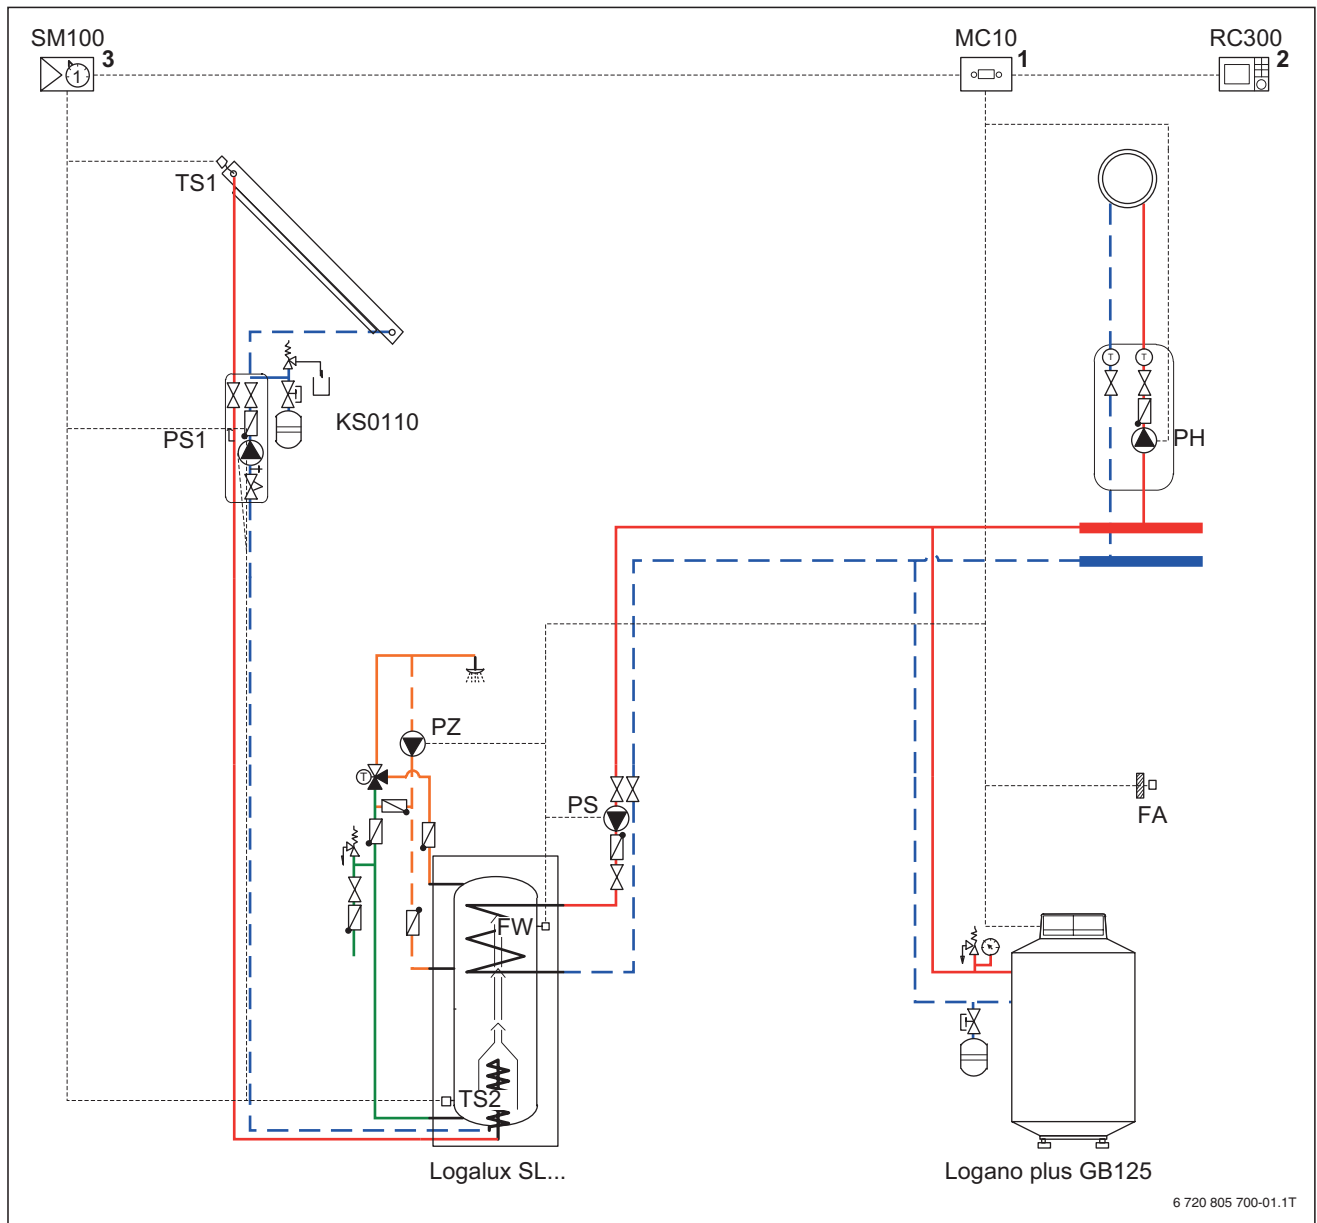 SM100
3
MC10
1
RC300
2
1
TS1
T
T
KS0110
PS1
PH
PZ
T
PS
FA
FW
TS2
Logalux SL...
Logano plus GB125
6 720 805 700-01.1T